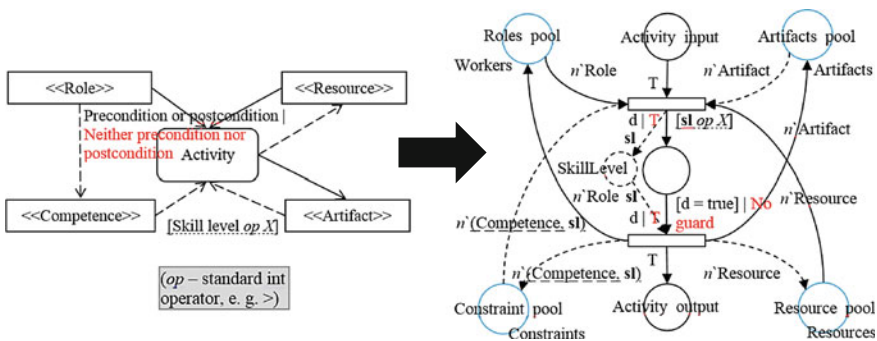 <<Role>>
<<Resource>>
Precondition or postcondition |
Neither precondition nor
postcondition
Activity
<<Competence>>
[Skill level op X]
<<Artifact>>
(op – standard int
operator, e. g. >)
Roles pool
Activity input
Artifacts pool
Workers
n`Role
T
n`Artifact
Artifacts
d | T
[sl op X]
sl
n`Artifact
SkillLevel
n`Role
sl
n`Resource
[d = true] | No
guard
d | T
n`(Competence, sl)
T
n`(Competence, sl)
n`Resource
Constraint pool
Activity output
Resource pool
Constraints
Resources